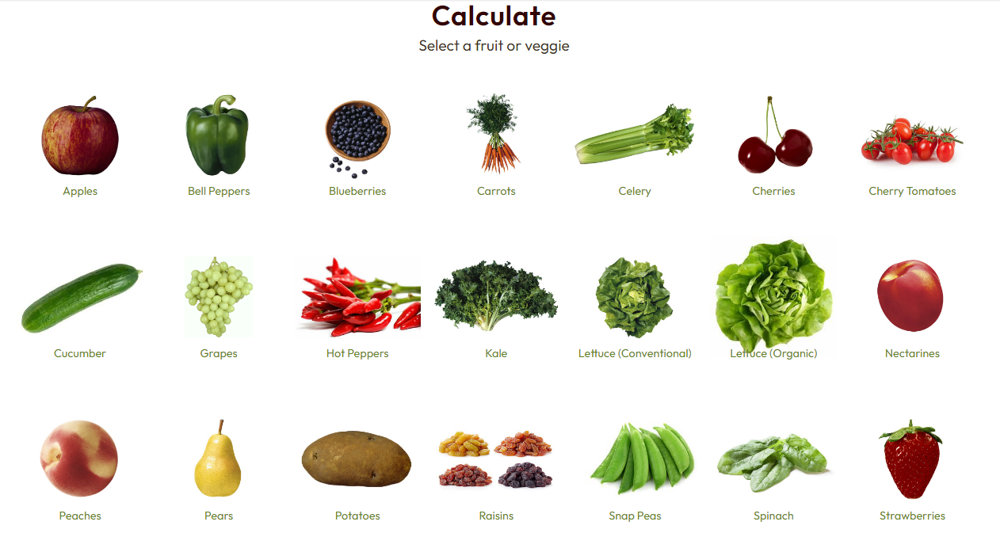 Calculate
Select a fruit or veggie
Apples
Bell Peppers
Blueberries
Carrots
Celery
Cherries
Cherry Tomatoes
Cucumber
Grapes
Hot Peppers
Kale
Lettuce (Conventional)
Lettuce (Organic)
Nectarines
Peaches
Pears
Potatoes
Raisins
Snap Peas
Spinach
Strawberries